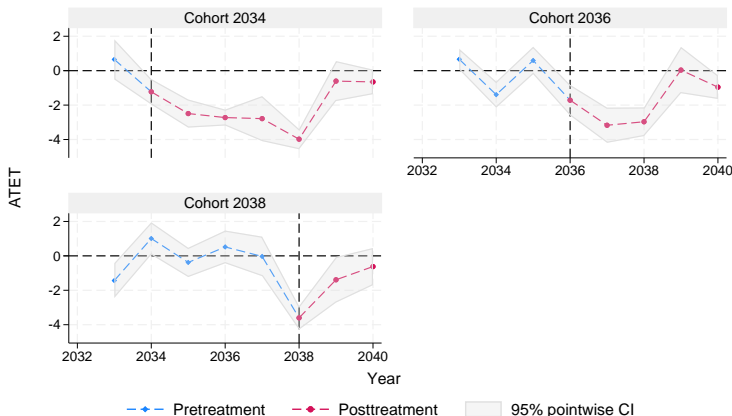 Cohort 2034
Cohort 2036
2
0
-2
-4
2032 2034 2036 2038 2040
Cohort 2038
2
0
-2
-4
2032 2034 2036 2038 2040
ATET
Year
Pretreatment Posttreatment 95% pointwise CI